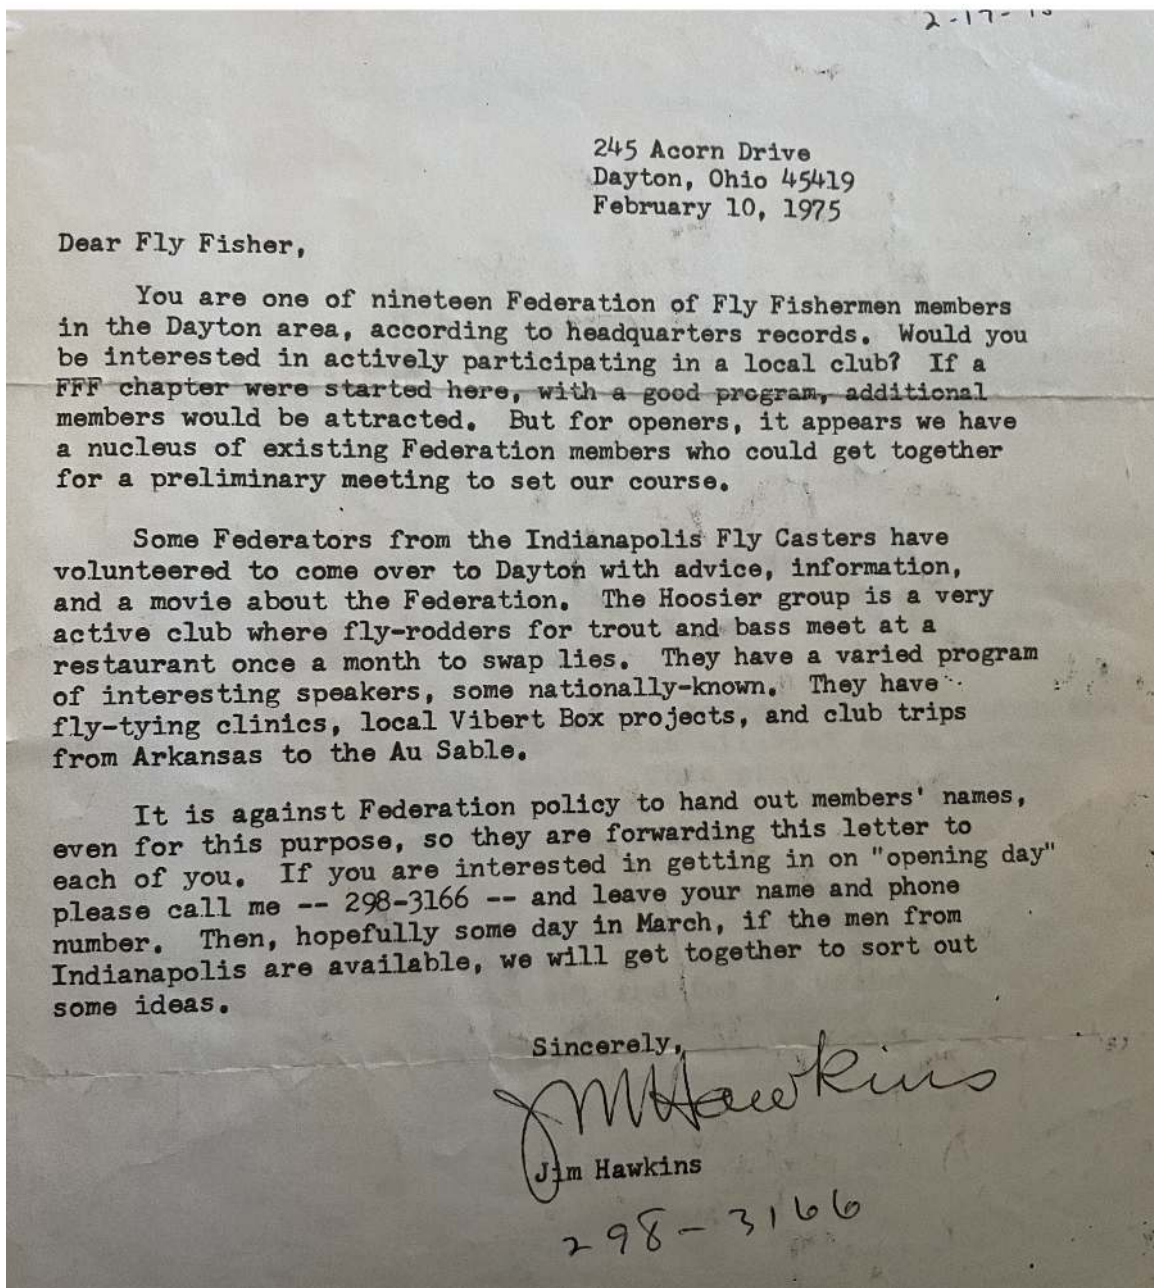 2-17-
245 Acorn Drive
Dayton, Ohio 45419
February 10, 1975
Dear Fly Fisher,
You are one of nineteen Federation of Fly Fishermen members
in the Dayton area, according to headquarters records. Would you
be interested in actively participating in a local club? If a
FFF chapter were started here, with a good program, additional
members would be attracted. But for openers, it appears we have
a nucleus of existing Federation members who could get together
for a preliminary meeting to set our course.
Some Federators from the Indianapolis Fly Casters have
volunteered to come over to Dayton with advice, information,
and a movie about the Federation. The Hoosier group is a very
active club where fly-rodders for trout and bass meet at a
restaurant once a month to swap lies. They have a varied program
of interesting speakers, some nationally-known. They have
fly-tying clinics, local Vibert Box projects, and club trips
from Arkansas to the Au Sable.
It is against Federation policy to hand out members' names,
even for this purpose, so they are forwarding this letter to
each of you. If you are interested in getting in on "opening day"
please call me -- 298-3166 -- and leave your name and phone
number. Then, hopefully some day in March, if the men from
Indianapolis are available, we will get together to sort out
some ideas.
Sincerely,
JMHawkins
Jim Hawkins
298-3166